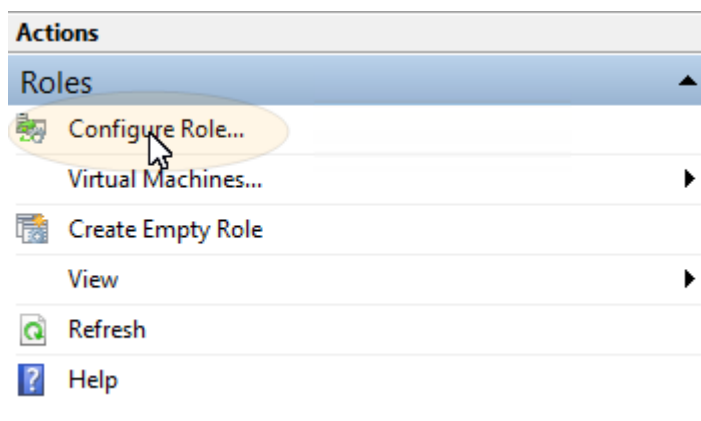 Actions
Roles
Configure Role...
Virtual Machines...
Create Empty Role
View
Refresh
Help